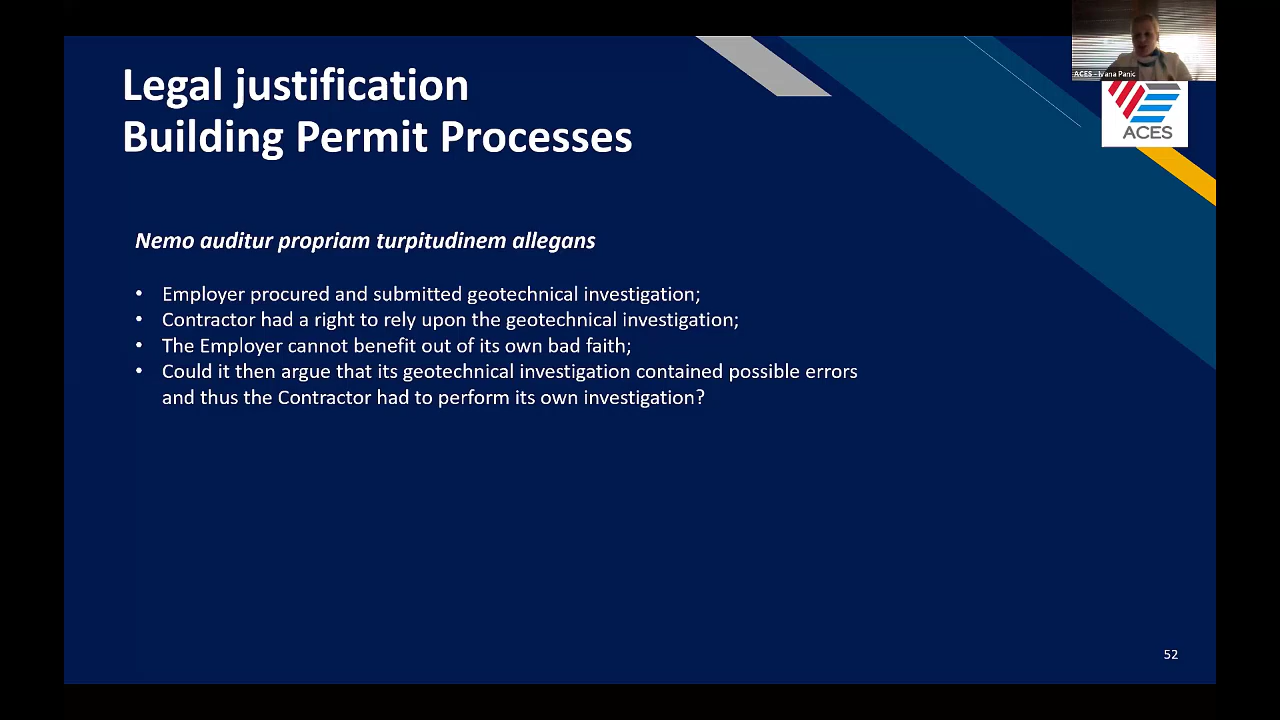 Legal justification
Building Permit Processes
ACES - Ivana Panic
ACES
Nemo auditur propriam turpitudinem allegans
• Employer procured and submitted geotechnical investigation;
• Contractor had a right to rely upon the geotechnical investigation;
• The Employer cannot benefit out of its own bad faith;
• Could it then argue that its geotechnical investigation contained possible errors
and thus the Contractor had to perform its own investigation?
52